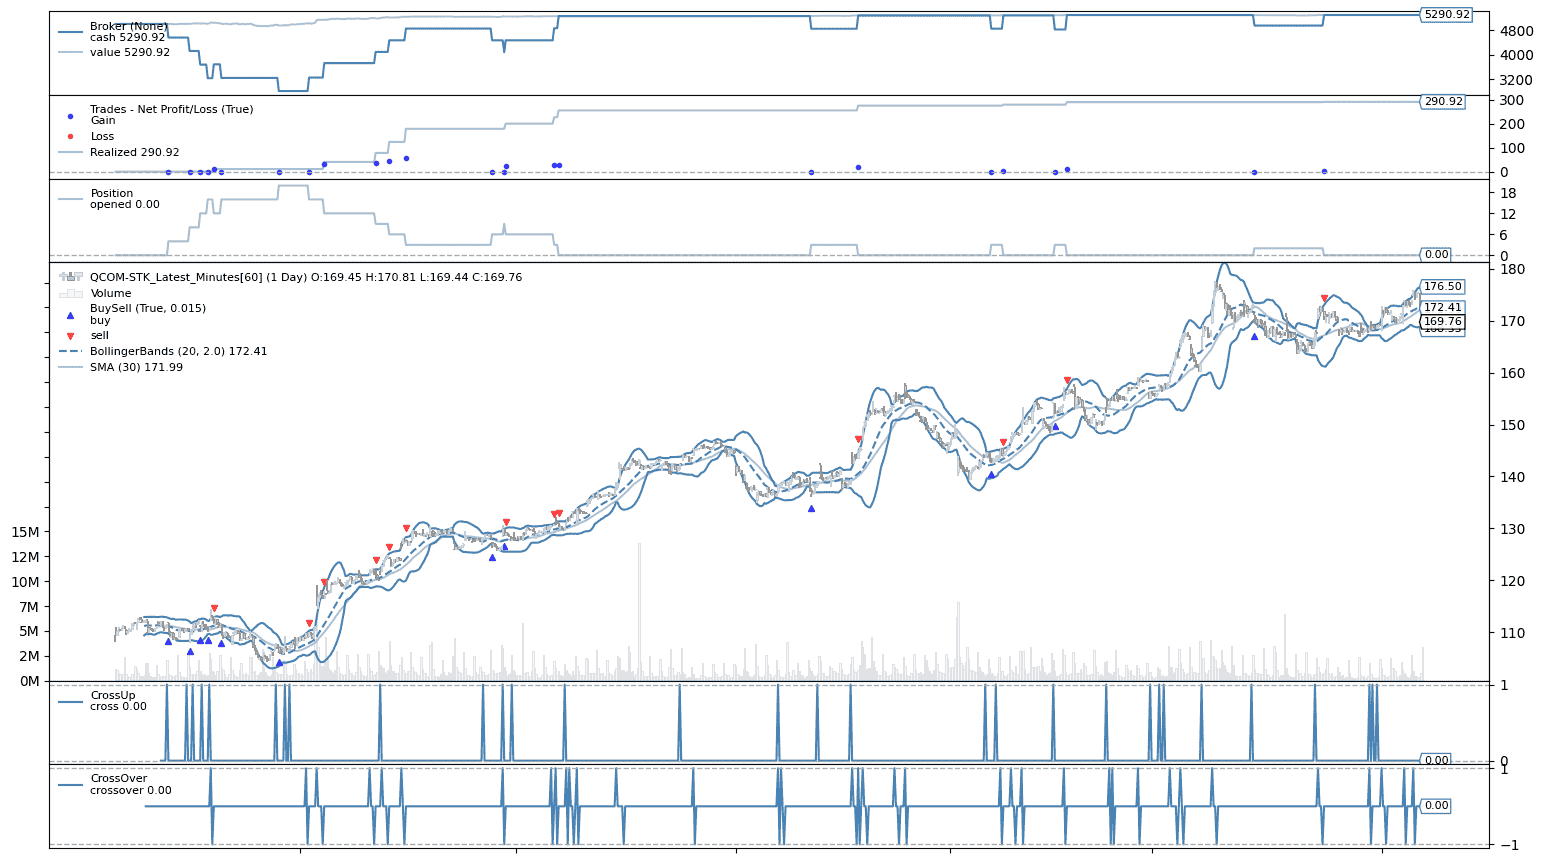 Broker (None)
cash 5290.92
value 5290.92
5290.92
4800
4000
3200
Trades - Net Profit/Loss (True)
Gain
Loss
Realized 290.92
300
290.92
200
100
0
Position
opened 0.00
18
12
6
0
0.00
QCOM-STK_Latest_Minutes[60] (1 Day) O:169.45 H:170.81 L:169.44 C:169.76
Volume
BuySell (True, 0.015)
buy
sell
BollingerBands (20, 2.0) 172.41
SMA (30) 171.99
180
176.50
172.41
169.76
170
160
150
140
130
120
110
15M
12M
10M
7M
5M
2M
0M
CrossUp
cross 0.00
1
0
0.00
CrossOver
crossover 0.00
1
0.00
−1